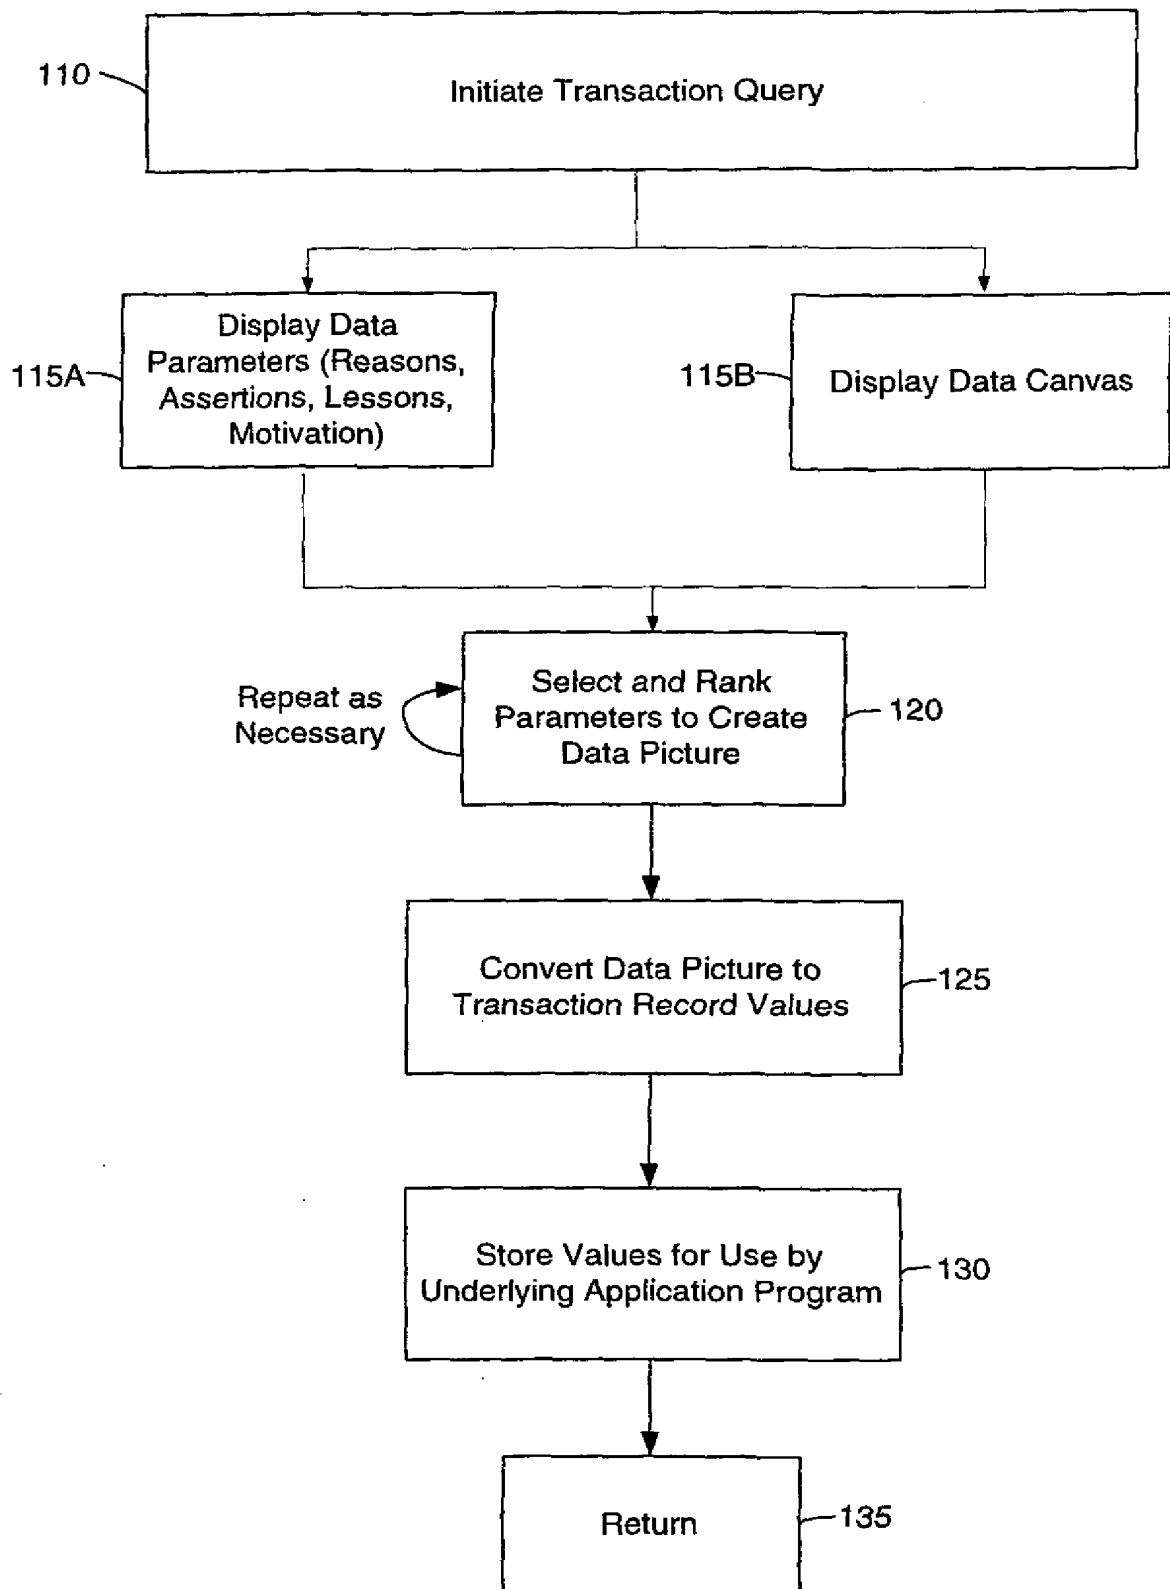 110
Initiate Transaction Query
115A
Display Data
Parameters (Reasons,
Assertions, Lessons,
Motivation)
115B
Display Data Canvas
Repeat as
Necessary
Select and Rank
Parameters to Create
Data Picture
120
Convert Data Picture to
Transaction Record Values
125
Store Values for Use by
Underlying Application Program
130
Return
135